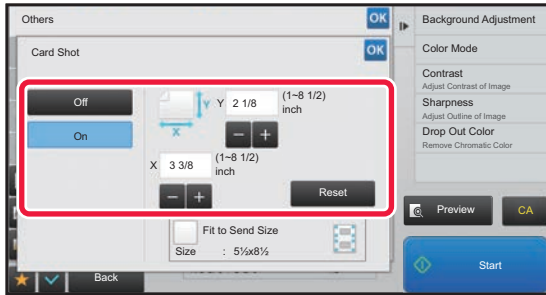 Others
OK
Card Shot
OK
Off
On
Y
X
Y 2 1/8
(1~8 1/2)
inch
X 3 3/8
(1~8 1/2)
inch
Reset
Fit to Send Size
Size : 5½x8½
Back
Background Adjustment
Color Mode
Contrast
Adjust Contrast of Image
Sharpness
Adjust Outline of Image
Drop Out Color
Remove Chromatic Color
Preview
CA
Start